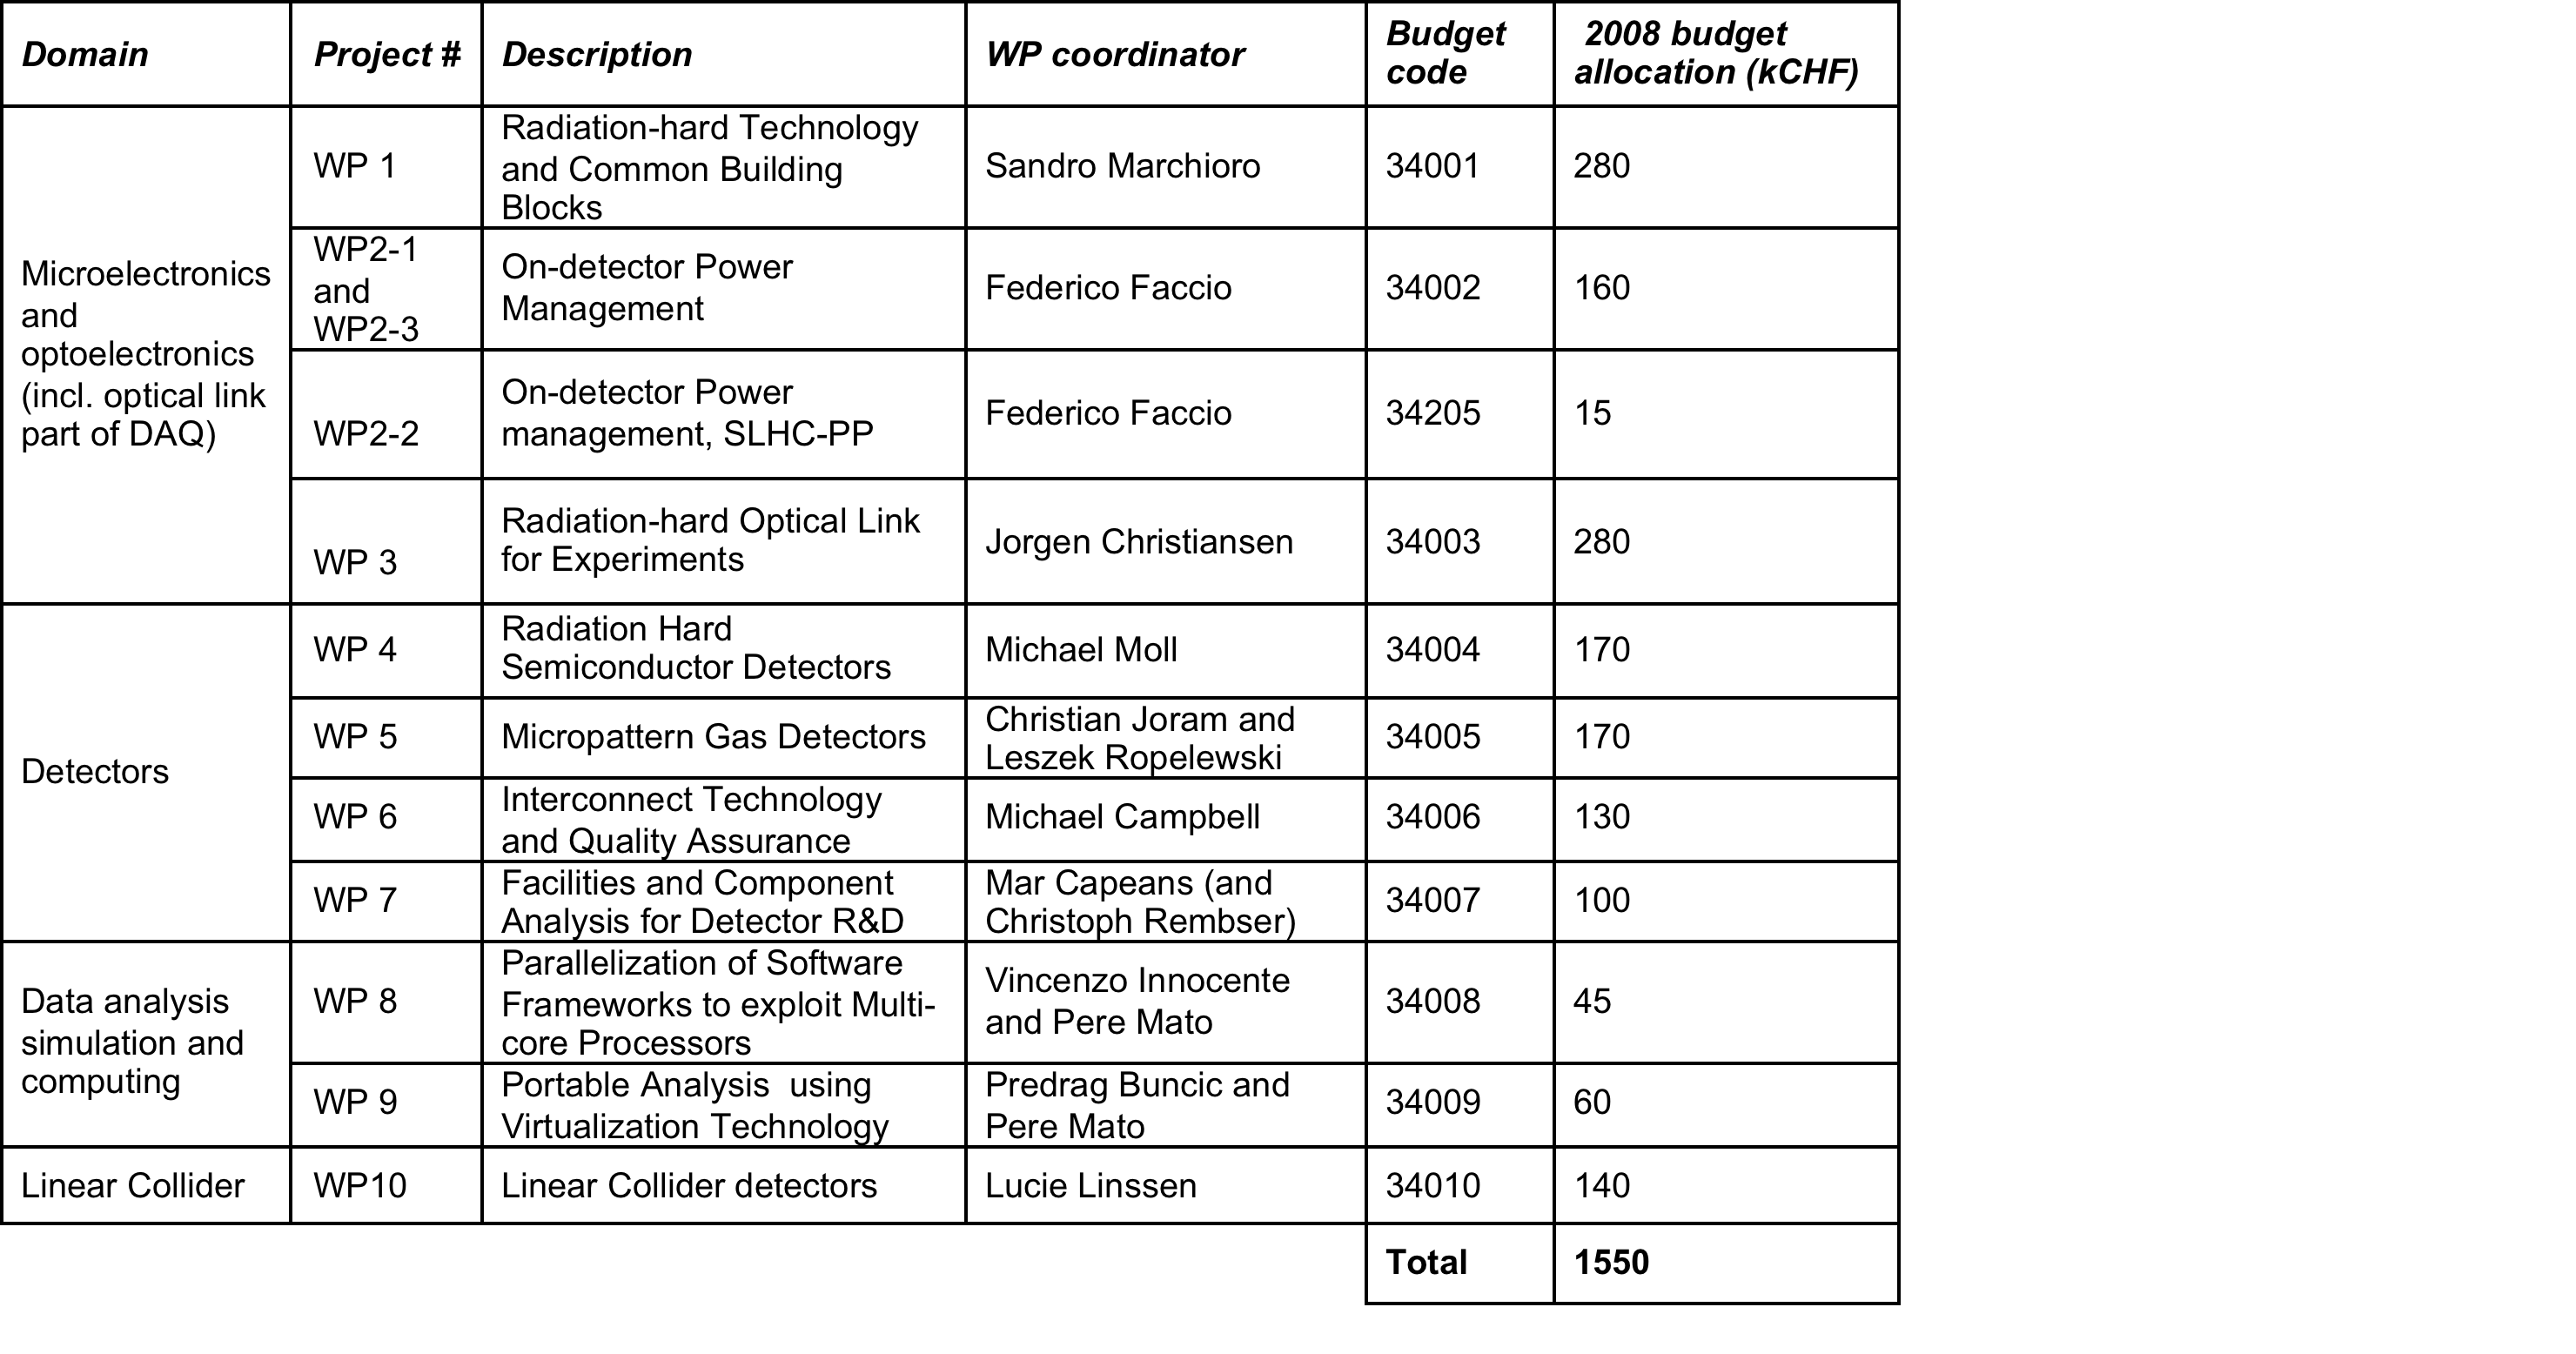 Domain
Project #
Description
WP coordinator
Budget
code
2008 budget
allocation (kCHF)
Microelectronics
and
optoelectronics
(incl. optical link
part of DAQ)
WP 1
Radiation-hard Technology
and Common Building
Blocks
Sandro Marchioro
34001
280
WP2-1
and
WP2-3
On-detector Power
Management
Federico Faccio
34002
160
WP2-2
On-detector Power
management, SLHC-PP
Federico Faccio
34205
15
WP 3
Radiation-hard Optical Link
for Experiments
Jorgen Christiansen
34003
280
Detectors
WP 4
Radiation Hard
Semiconductor Detectors
Michael Moll
34004
170
WP 5
Micropattern Gas Detectors
Christian Joram and
Leszek Ropelewski
34005
170
WP 6
Interconnect Technology
and Quality Assurance
Michael Campbell
34006
130
WP 7
Facilities and Component
Analysis for Detector R&D
Mar Capeans (and
Christoph Rembser)
34007
100
Data analysis
simulation and
computing
WP 8
Parallelization of Software
Frameworks to exploit Multi-
core Processors
Vincenzo Innocente
and Pere Mato
34008
45
WP 9
Portable Analysis  using
Virtualization Technology
Predrag Buncic and
Pere Mato
34009
60
Linear Collider
WP10
Linear Collider detectors
Lucie Linssen
34010
140
Total
1550